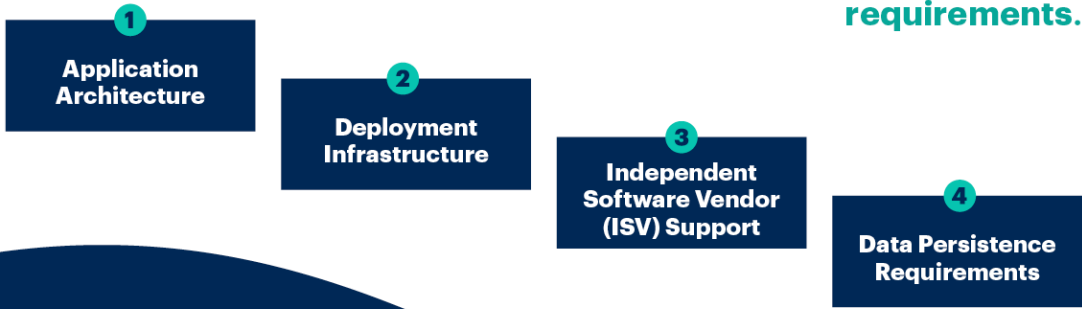 requirements.
1
Application
Architecture
2
Deployment
Infrastructure
3
Independent
Software Vendor
(ISV) Support
4
Data Persistence
Requirements